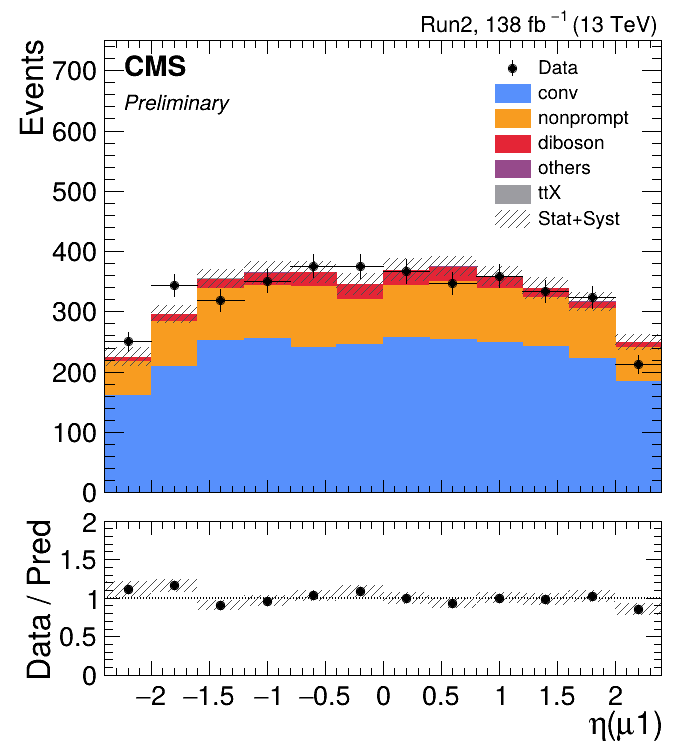 Run2, 138 fb⁻¹ (13 TeV)
CMS
Preliminary
Data
conv
nonprompt
diboson
others
ttX
Stat+Syst
Events
700
600
500
400
300
200
100
0
Data / Pred
2
1.5
1
0.5
0
−2 −1.5 −1 −0.5 0 0.5 1 1.5 2
η(μ1)